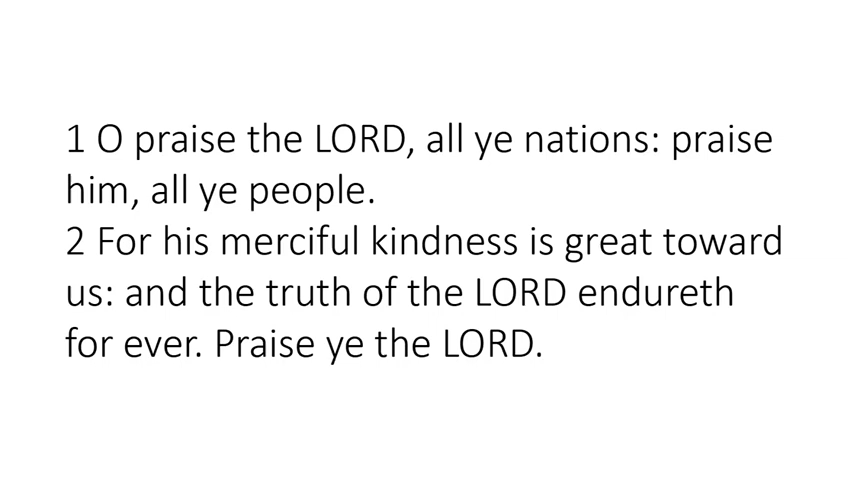 1 O praise the LORD, all ye nations: praise
him, all ye people.
2 For his merciful kindness is great toward
us: and the truth of the LORD endureth
for ever. Praise ye the LORD.